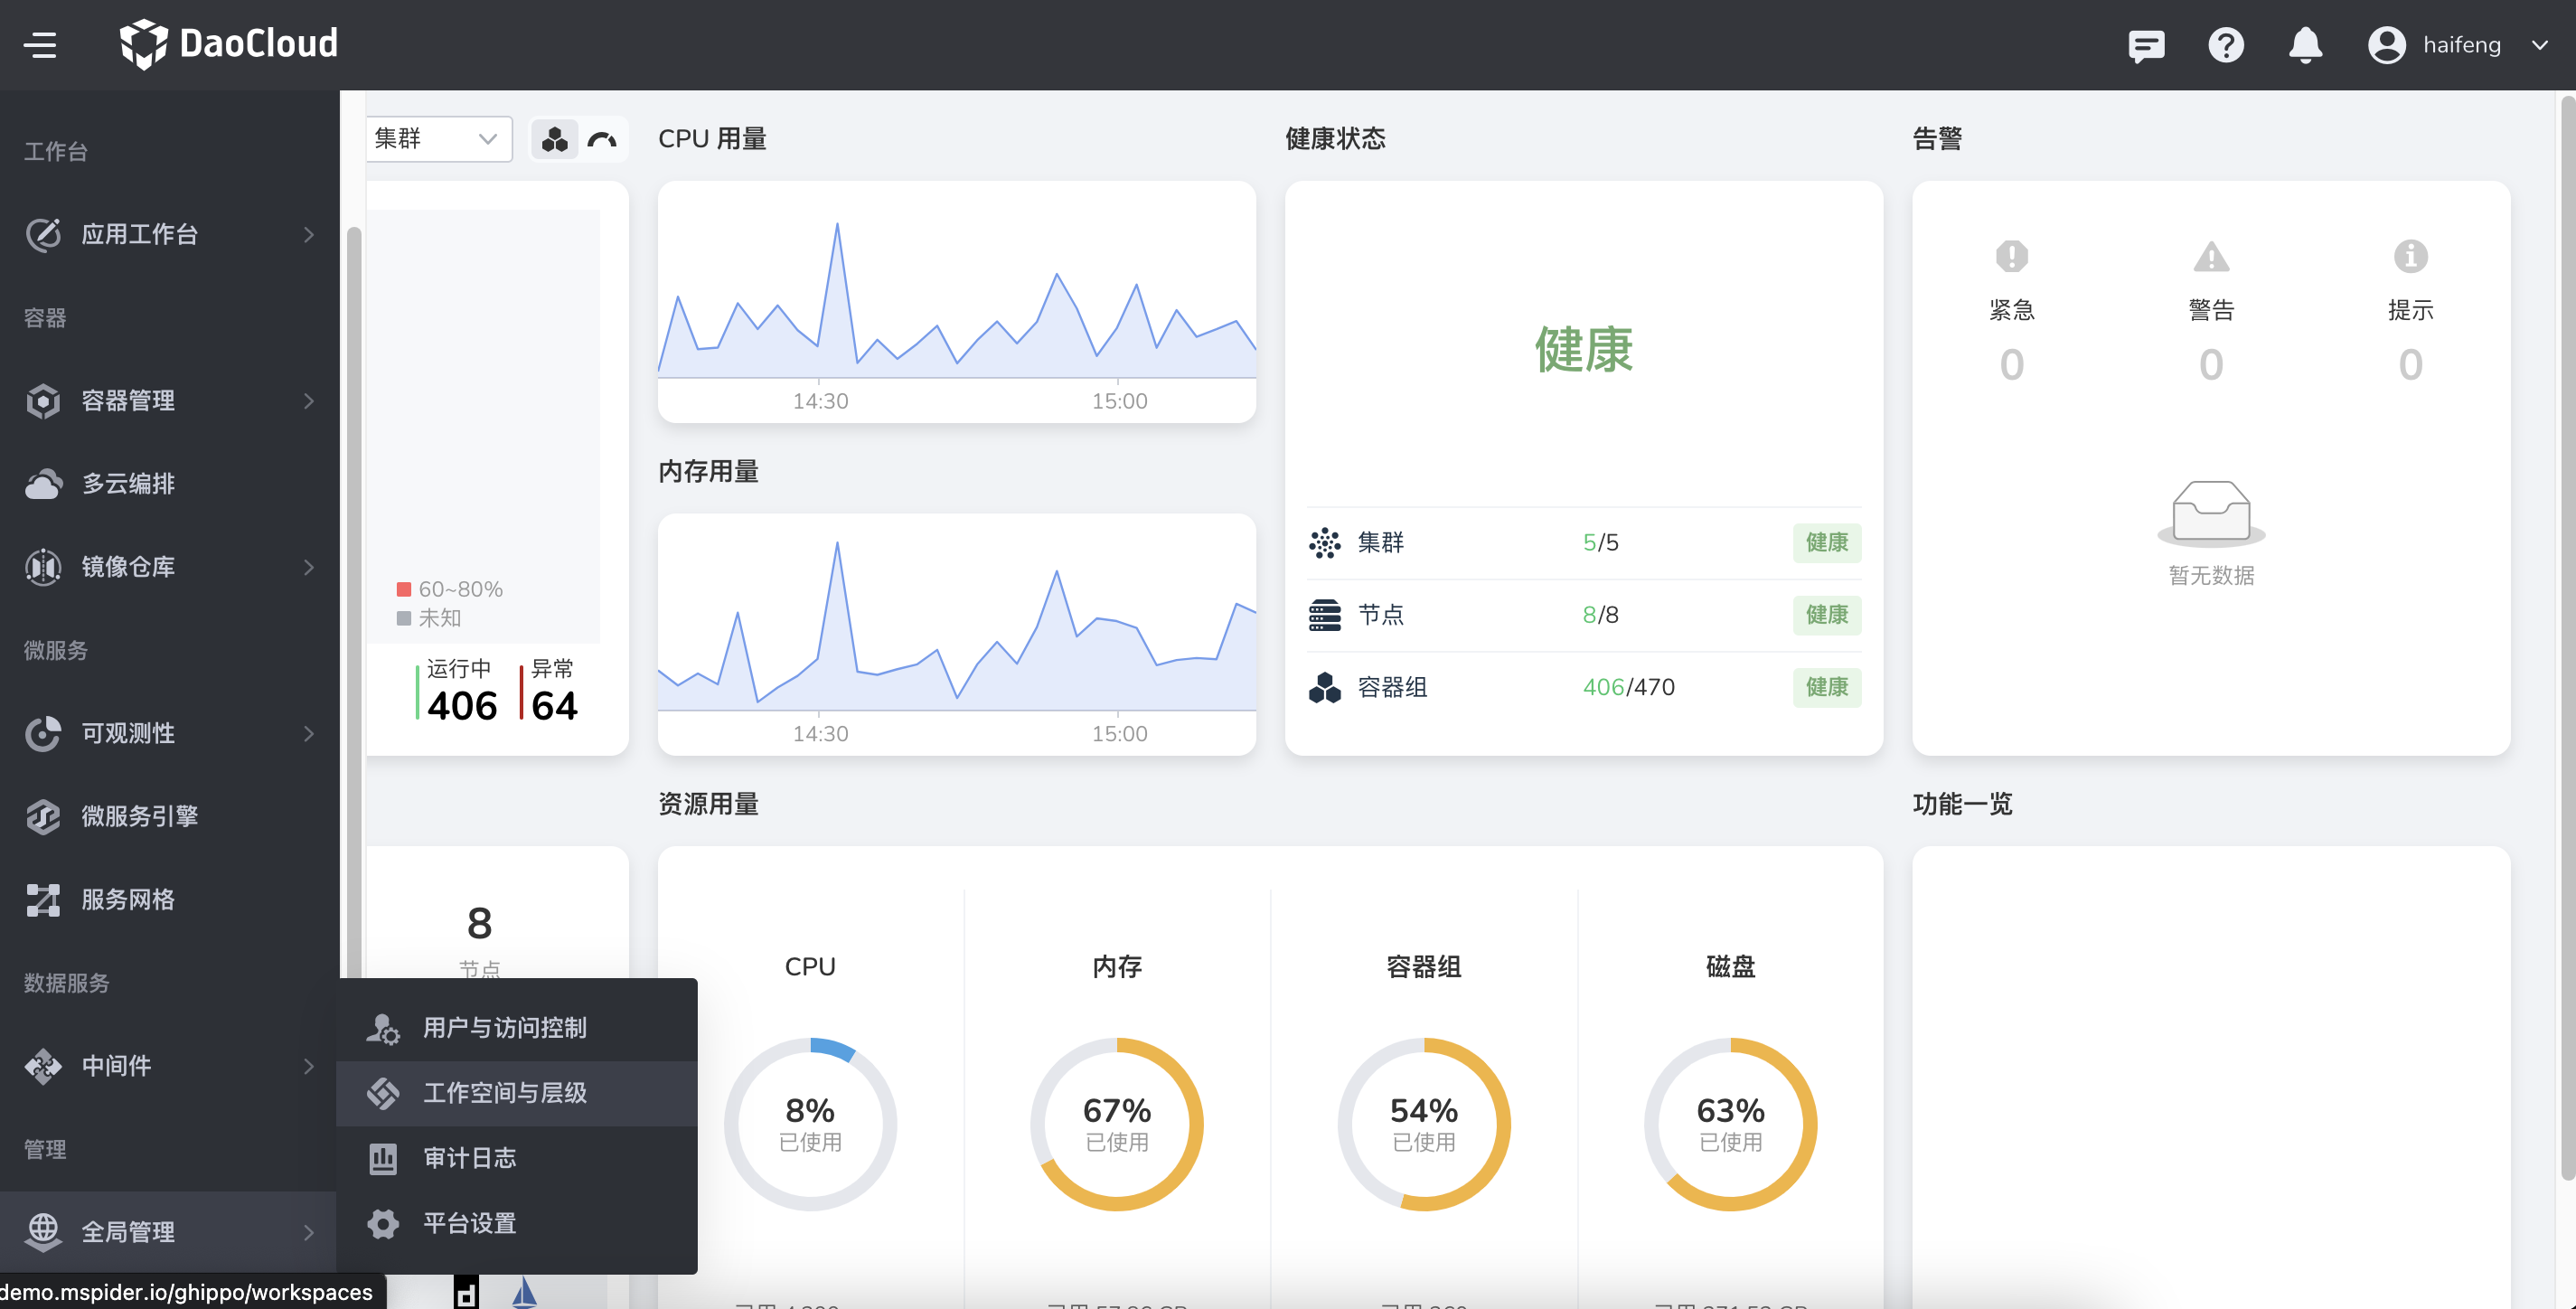 DaoCloud
haifeng
工作台
应用工作台
容器
容器管理
多云编排
镜像仓库
微服务
可观测性
微服务引擎
服务网格
数据服务
中间件
管理
全局管理
用户与访问控制
工作空间与层级
审计日志
平台设置
demo.mspider.io/ghippo/workspaces
集群
60~80%
未知
运行中
406
异常
64
8
节点
CPU 用量
14:30
15:00
内存用量
14:30
15:00
健康状态
健康
集群
5/5
健康
节点
8/8
健康
容器组
406/470
健康
告警
紧急
0
警告
0
提示
0
暂无数据
资源用量
CPU
8%
已使用
内存
67%
已使用
容器组
54%
已使用
磁盘
63%
已使用
功能一览